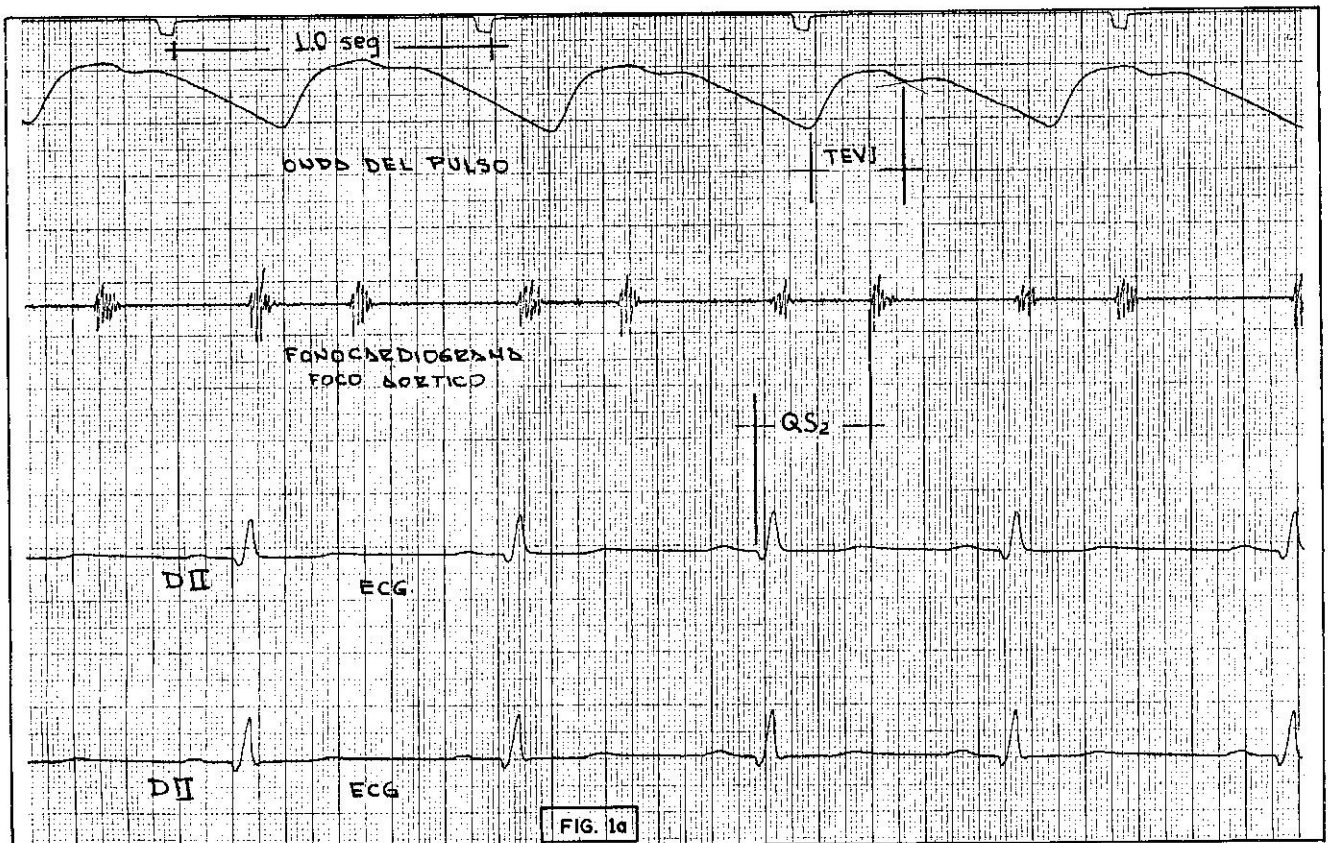 1.0 seg
ONDA DEL PULSO
TEVI
FONOCARDIOGRAMA
FOCO AORTICO
QS₂
DII ECG
DII ECG
FIG. 1a